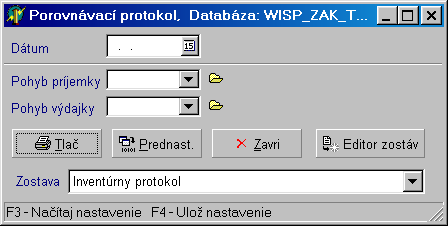 Porovnávací protokol, Databáza: WISP_ZAK_T...
Dátum . . 15
Pohyb príjemky
Pohyb výdajky
Tlač Prednast. Zavri Editor zostáv
Zostava Inventúrny protokol
F3 - Načítaj nastavenie F4 - Ulož nastavenie